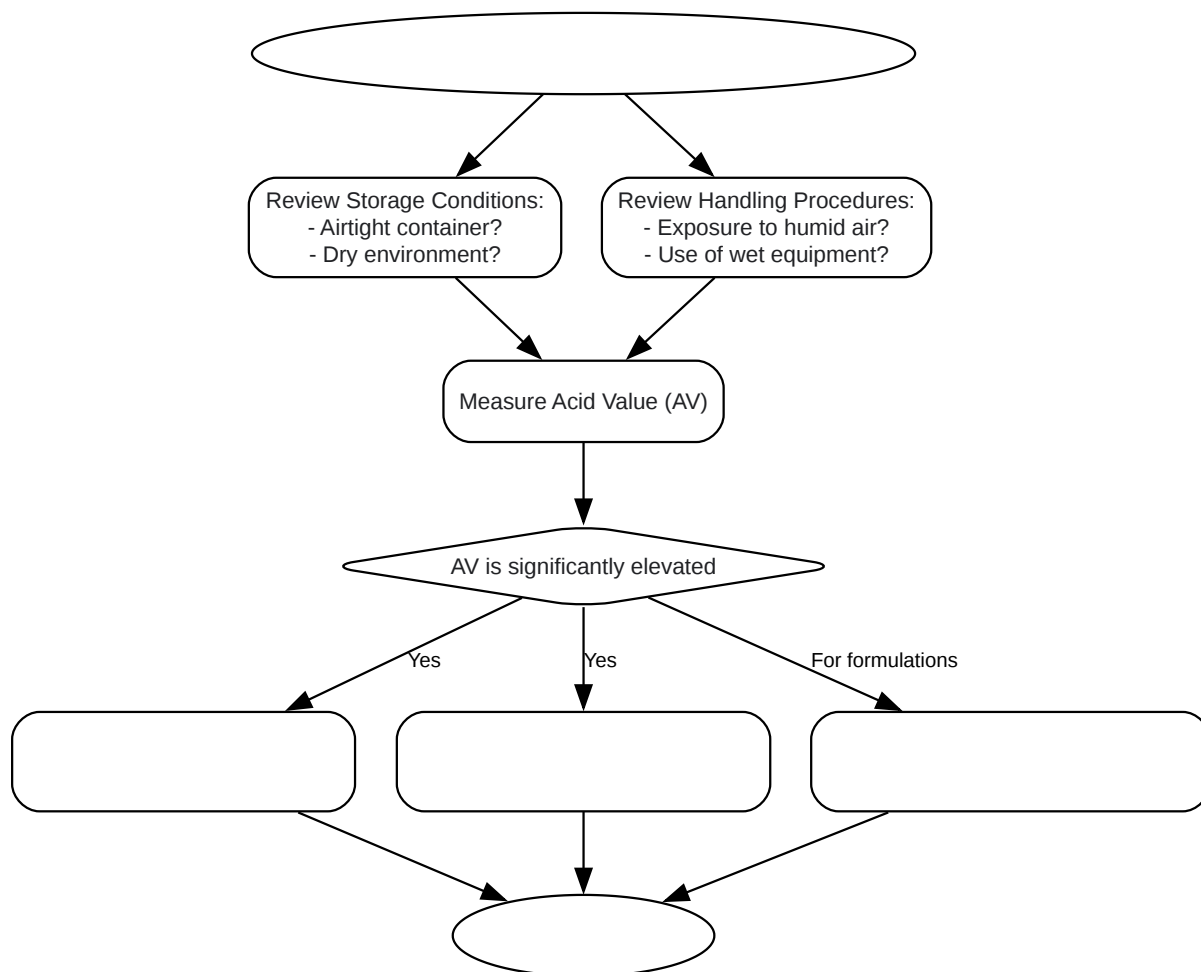 Review Storage Conditions:
- Airtight container?
- Dry environment?
Review Handling Procedures:
- Exposure to humid air?
- Use of wet equipment?
Measure Acid Value (AV)
AV is significantly elevated
Yes
Yes
For formulations